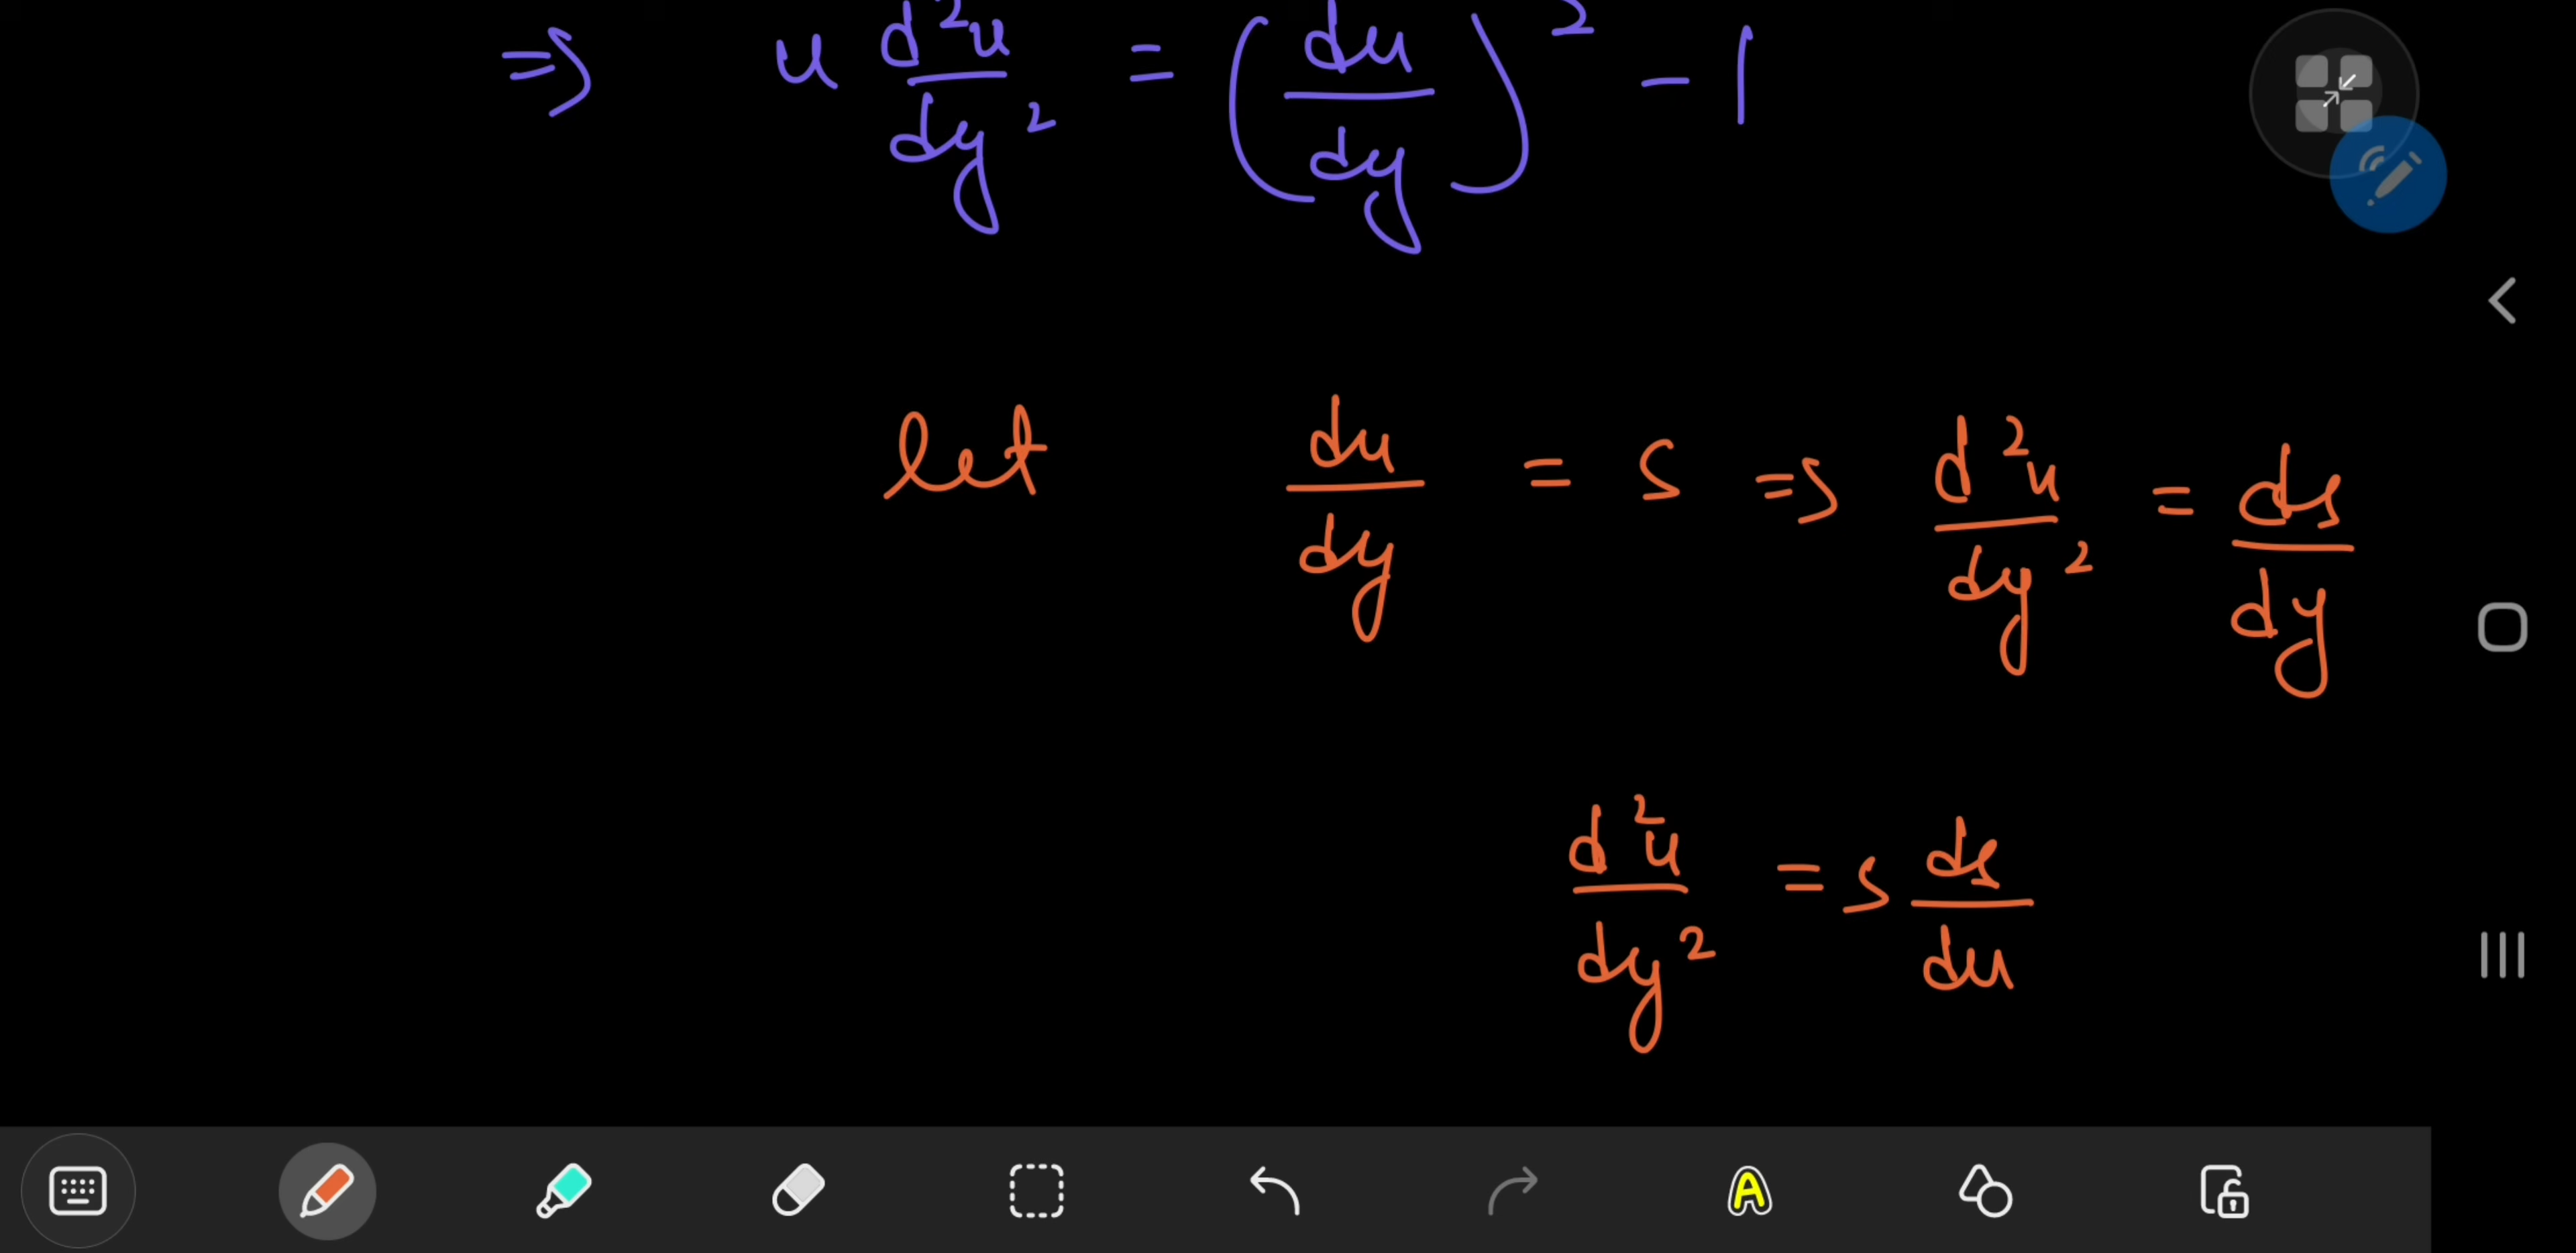 ⇒ u d²u/dy² = (du/dy)² - 1
let du/dy = s ⇒ d²u/dy² = ds/dy
d²u/dy² = s ds/du
A